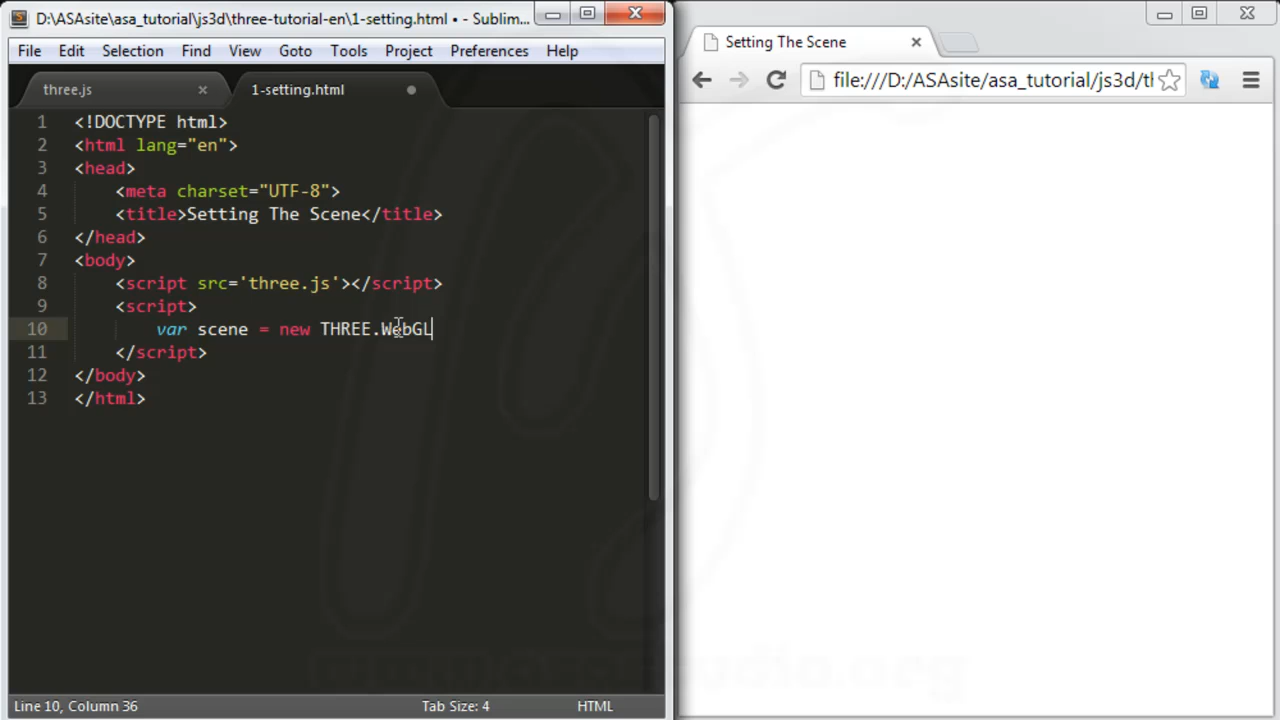 D:\ASAsite\asa_tutorial\js3d\three-tutorial-en\1-setting.html • - Sublim...
File Edit Selection Find View Goto Tools Project Preferences Help
three.js 1-setting.html
1 <!DOCTYPE html>
2 <html lang="en">
3 <head>
4 <meta charset="UTF-8">
5 <title>Setting The Scene</title>
6 </head>
7 <body>
8 <script src='three.js'></script>
9 <script>
10 var scene = new THREE.WebGL
11 </script>
12 </body>
13 </html>
Line 10, Column 36 Tab Size: 4 HTML
Setting The Scene
file:///D:/ASAsite/asa_tutorial/js3d/tl